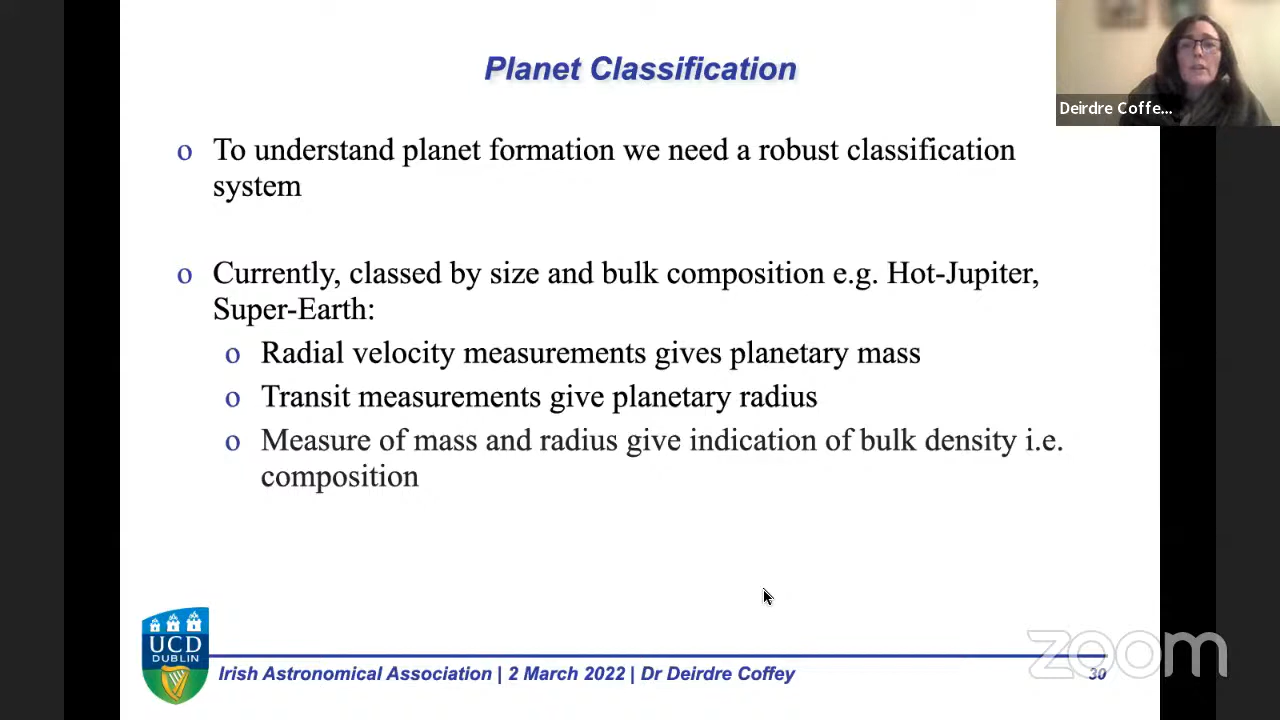 Planet Classification
Deirdre Coffe...
o To understand planet formation we need a robust classification
system
o Currently, classed by size and bulk composition e.g. Hot-Jupiter,
Super-Earth:
o Radial velocity measurements gives planetary mass
o Transit measurements give planetary radius
o Measure of mass and radius give indication of bulk density i.e.
composition
UCD
DUBLIN
Irish Astronomical Association | 2 March 2022 | Dr Deirdre Coffey
30
zoom